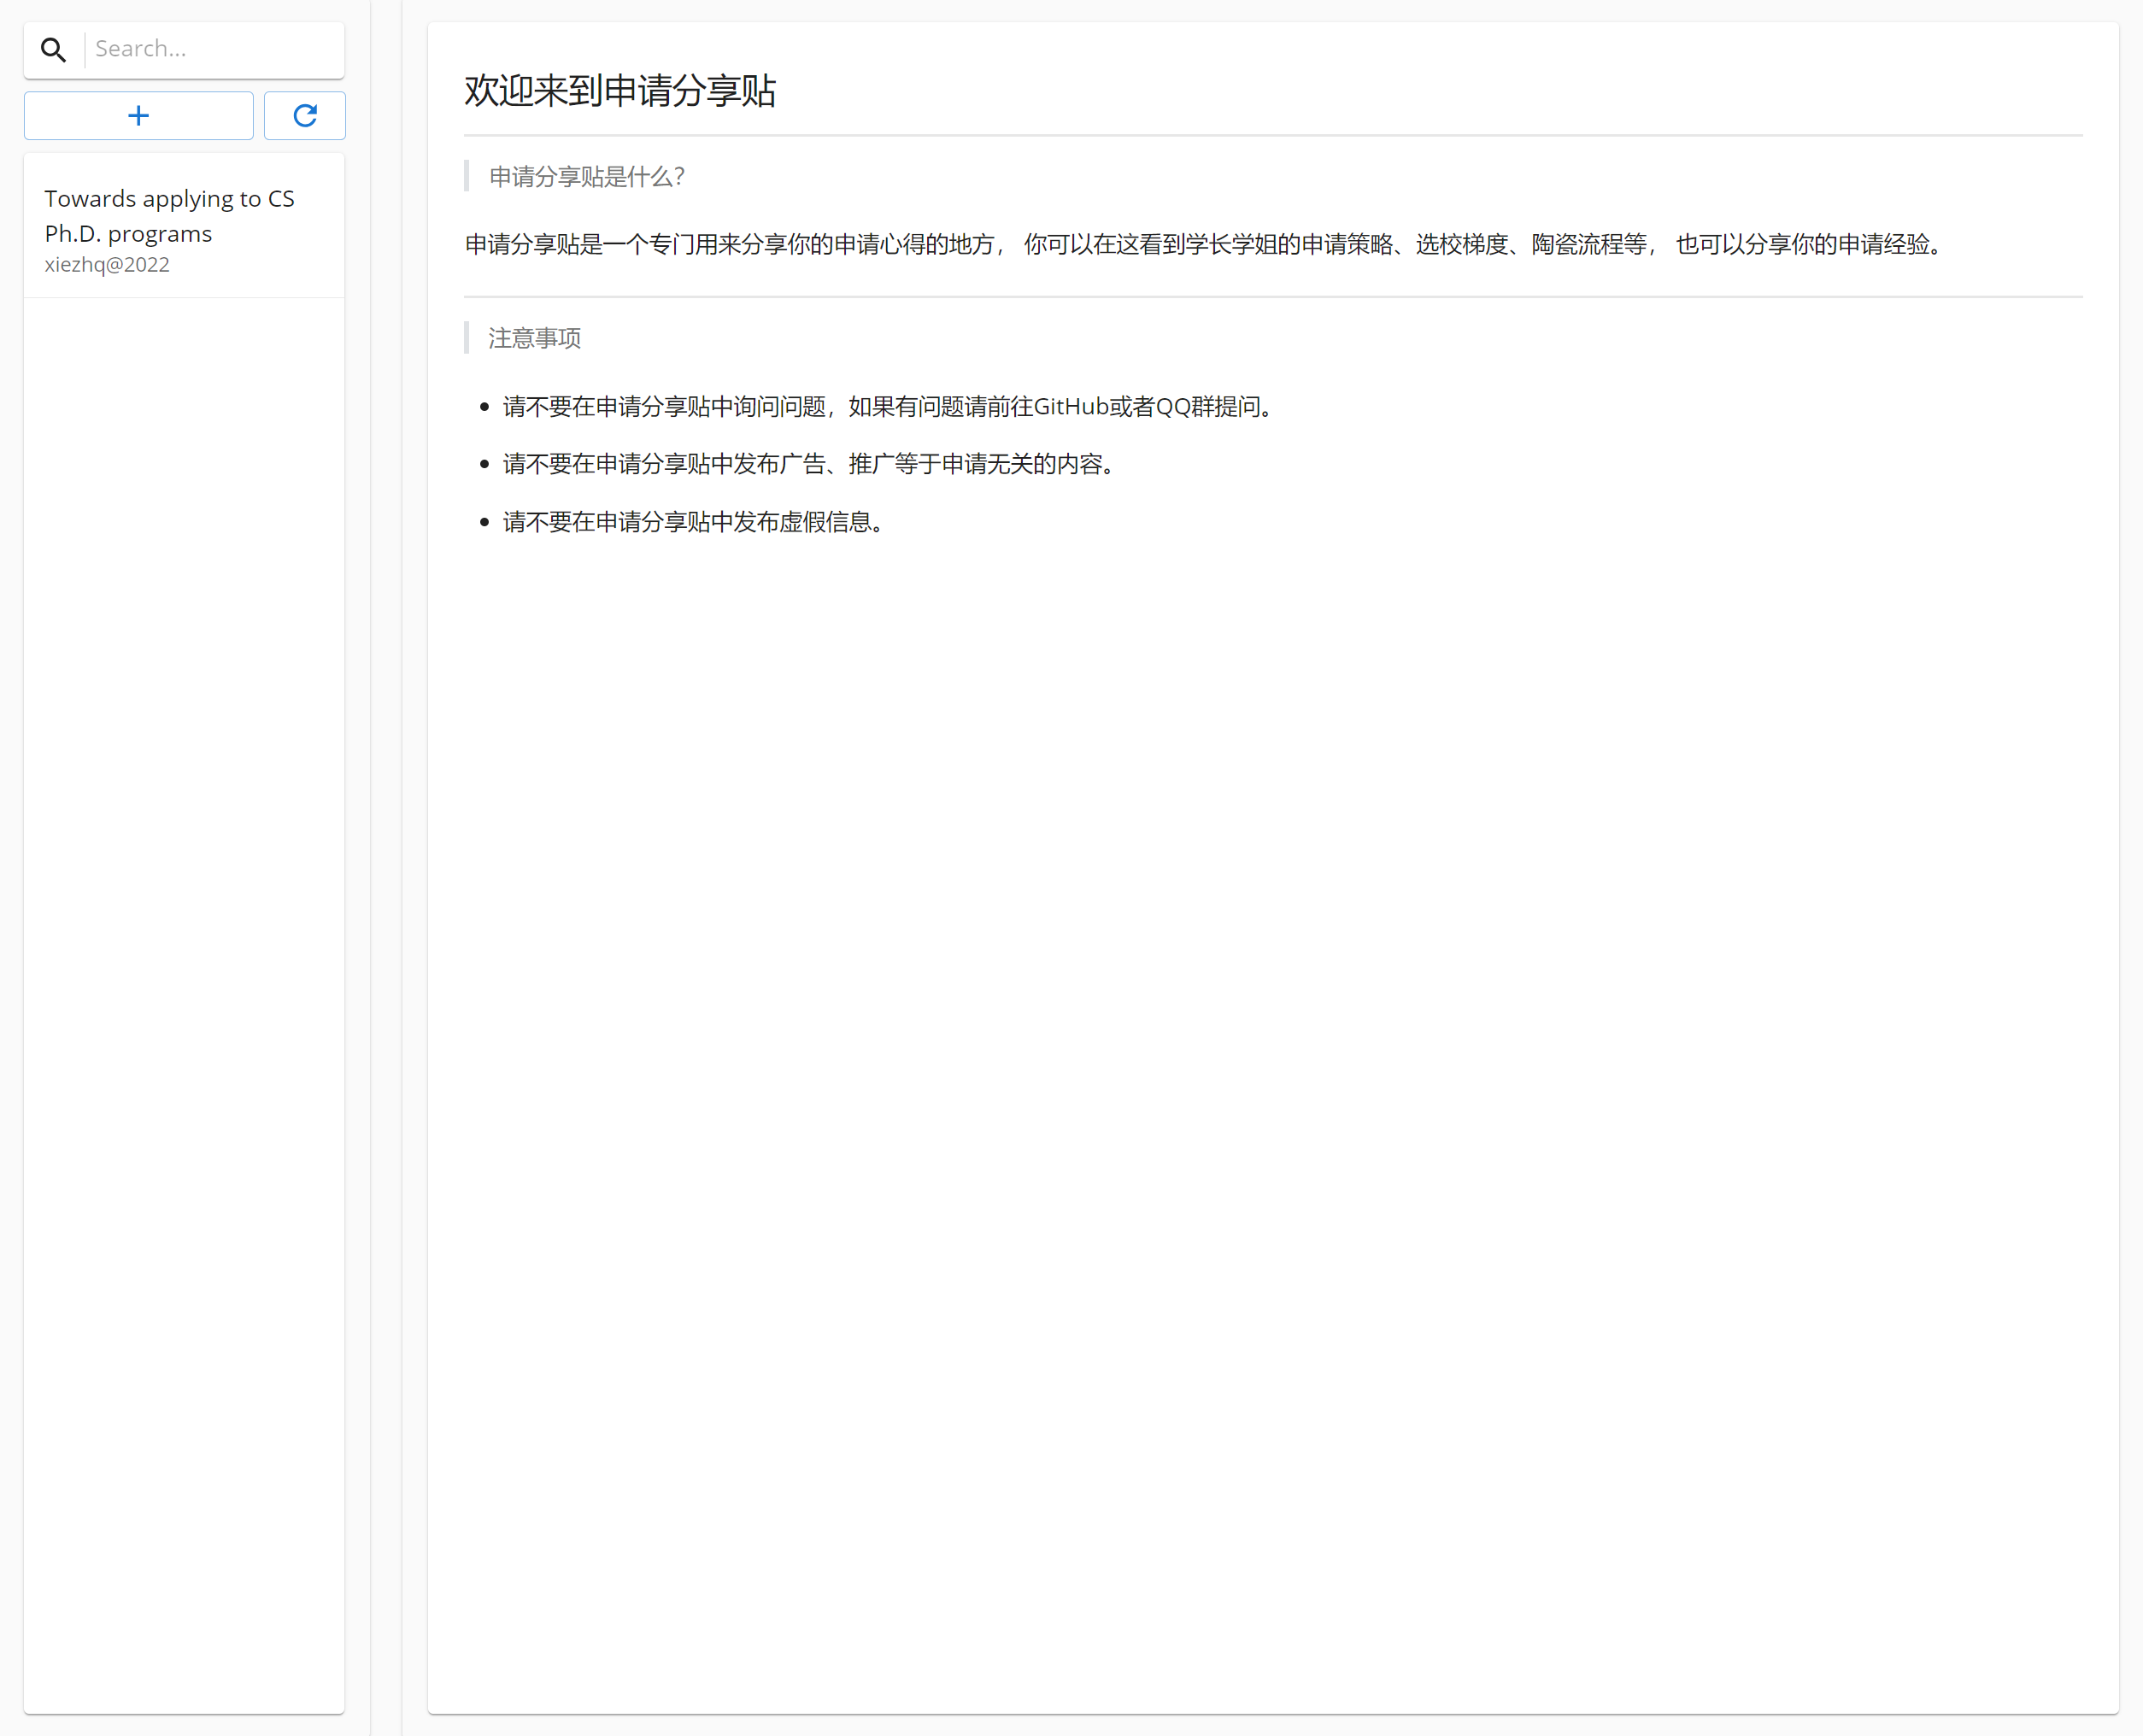 Search...
Towards applying to CS
Ph.D. programs
xiezhq@2022
欢迎来到申请分享贴
申请分享贴是什么？
申请分享贴是一个专门用来分享你的申请心得的地方， 你可以在这看到学长学姐的申请策略、选校梯度、陶瓷流程等， 也可以分享你的申请经验。
注意事项
请不要在申请分享贴中询问问题，如果有问题请前往GitHub或者QQ群提问。
请不要在申请分享贴中发布广告、推广等于申请无关的内容。
请不要在申请分享贴中发布虚假信息。